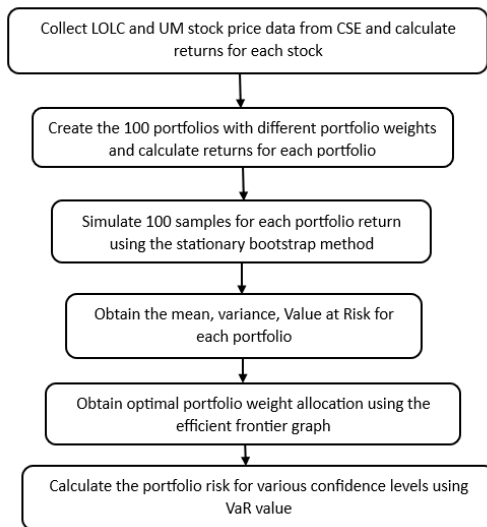 Collect LOLC and UM stock price data from CSE and calculate
returns for each stock
Create the 100 portfolios with different portfolio weights
and calculate returns for each portfolio
Simulate 100 samples for each portfolio return
using the stationary bootstrap method
Obtain the mean, variance, Value at Risk for
each portfolio
Obtain optimal portfolio weight allocation using the
efficient frontier graph
Calculate the portfolio risk for various confidence levels using
VaR value